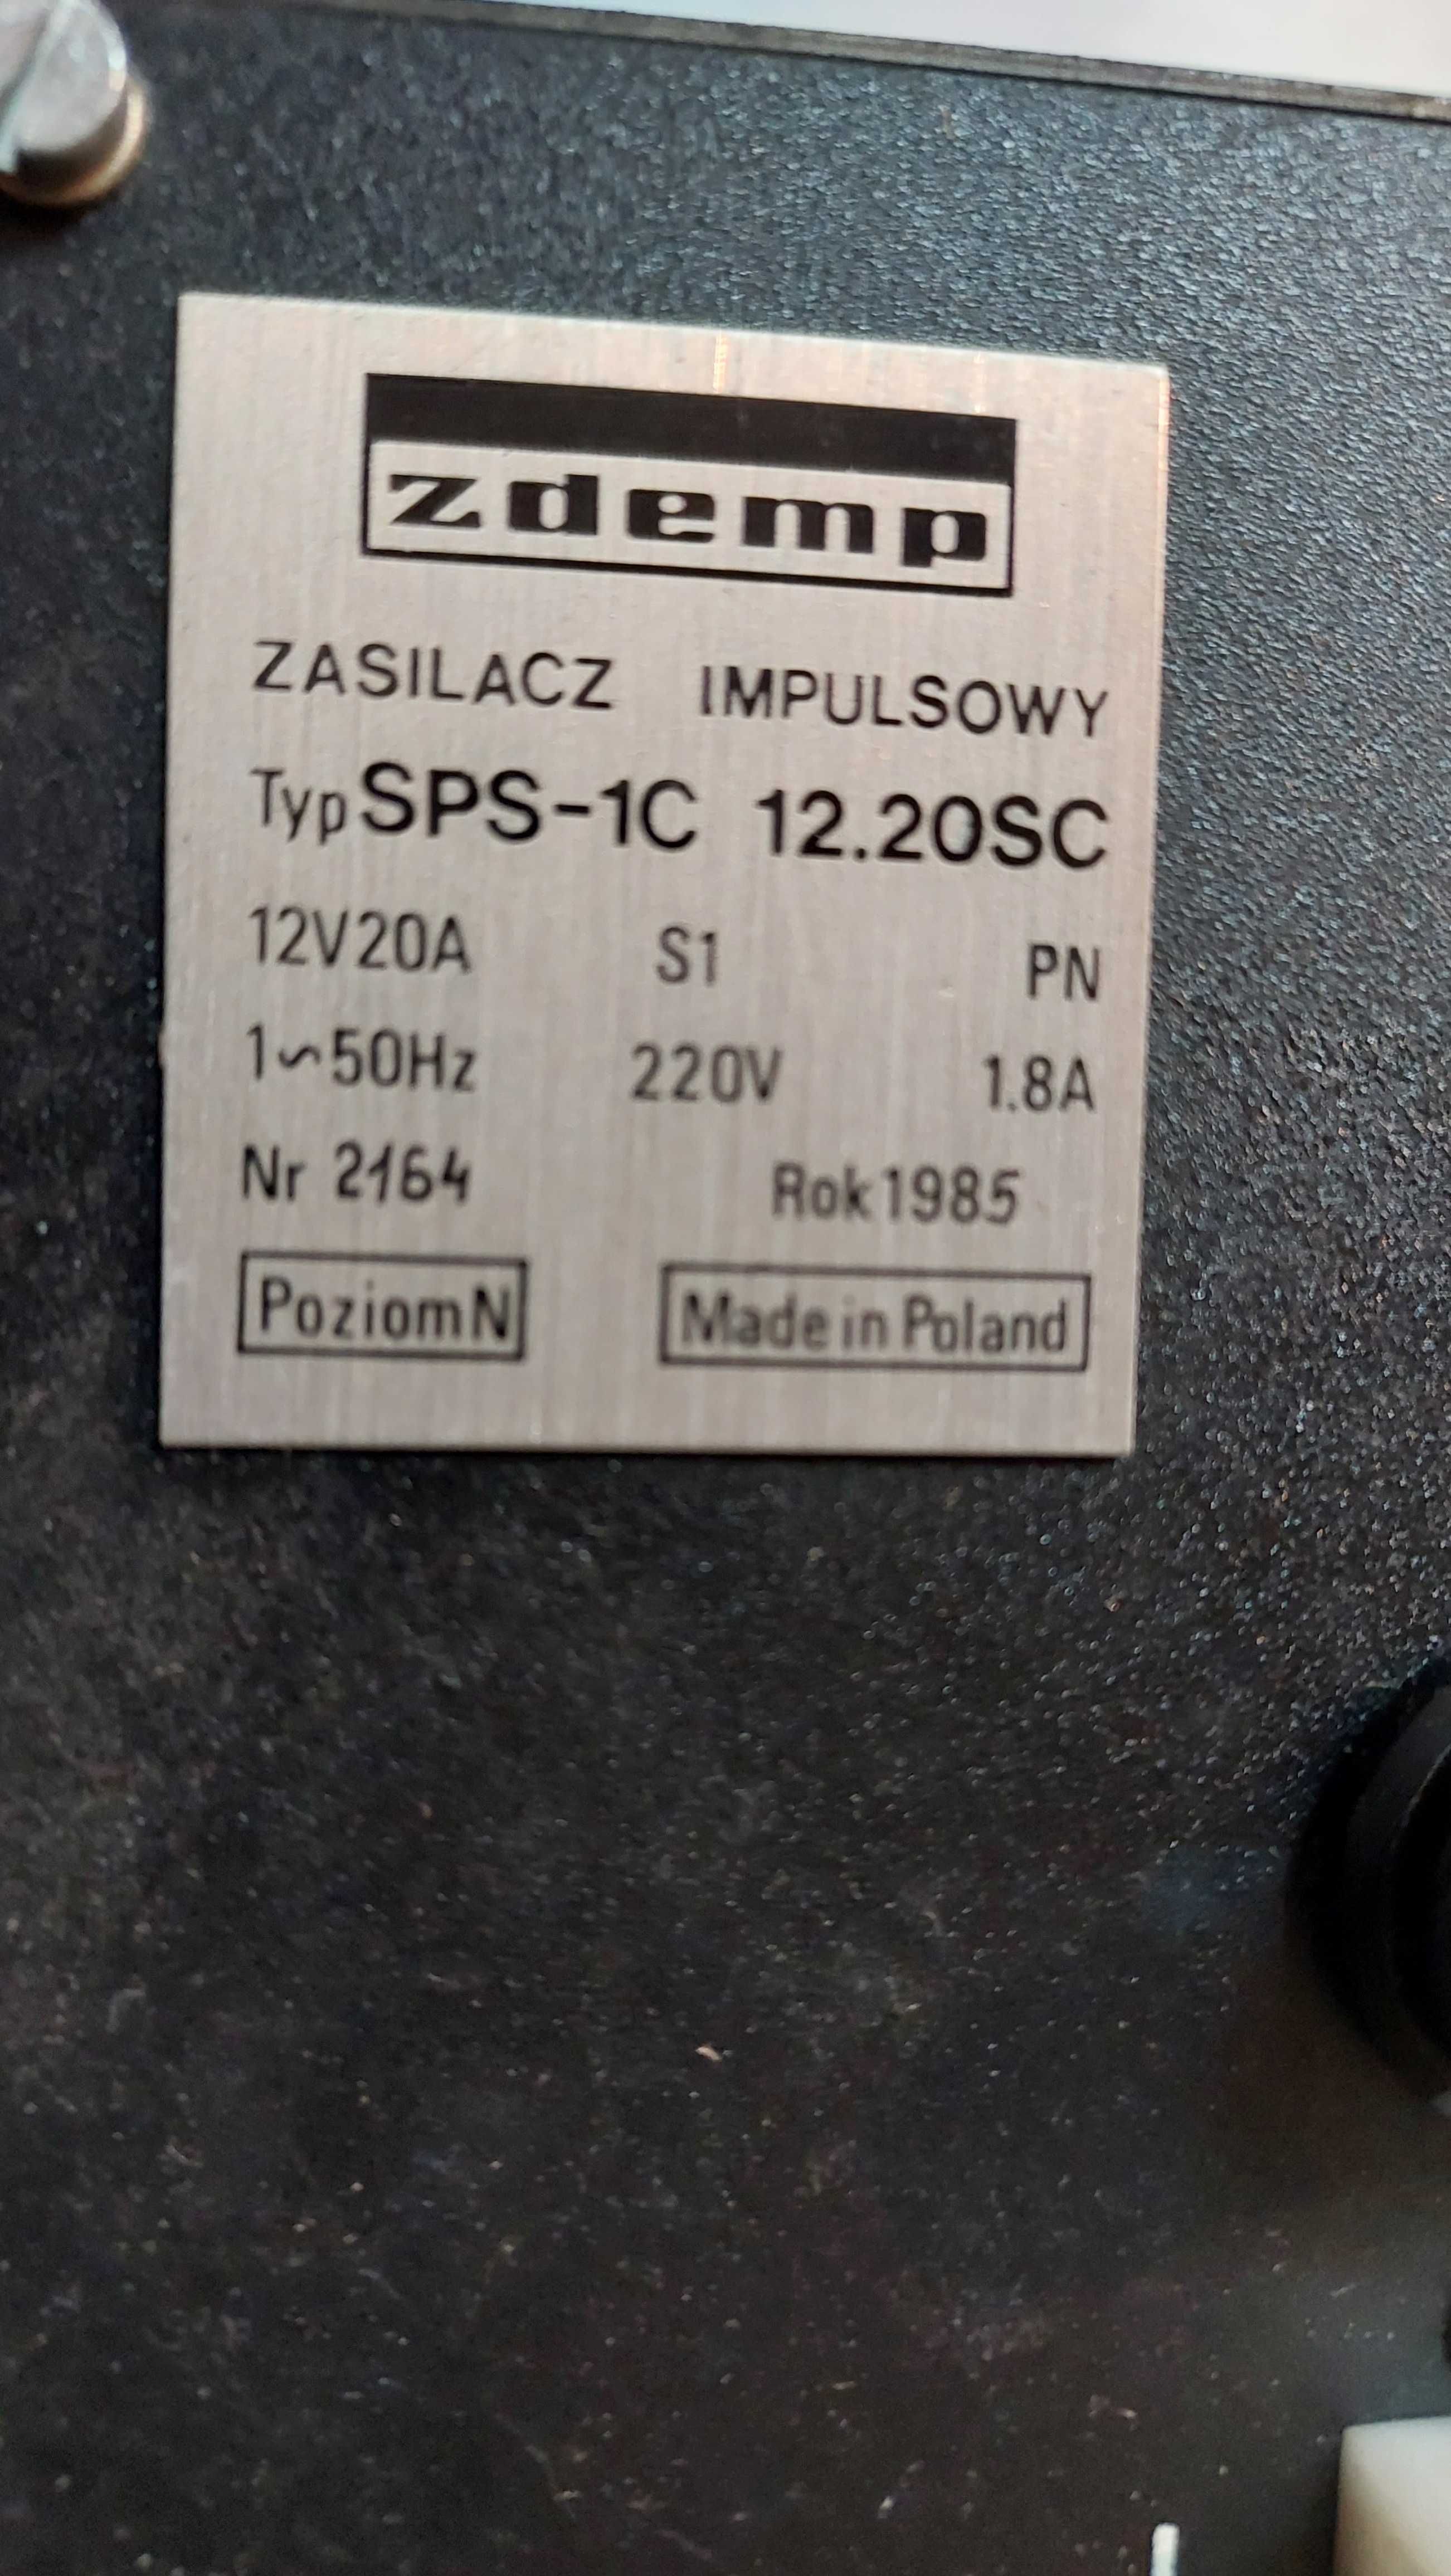 zdemp
ZASILACZ IMPULSOWY
Typ SPS-1C 12.20SC
12V20A S1 PN
1~50Hz 220V 1.8A
Nr 2164 Rok 1985
Poziom N Made in Poland